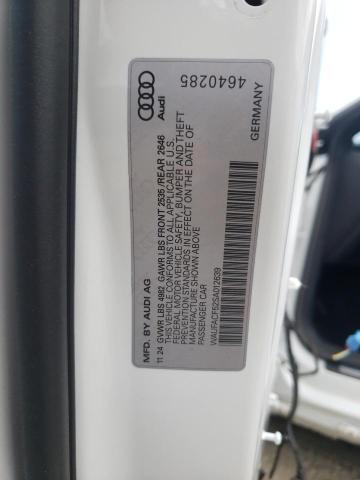 Audi
4640285
GERMANY
MFD. BY AUDI AG
11 24 GVWR LBS 4982 GAWR LBS FRONT 2535 /REAR 2646
THIS VEHICLE CONFORMS TO ALL APPLICABLE U.S.
FEDERAL MOTOR VEHICLE SAFETY, BUMPER AND THEFT
PREVENTION STANDARDS IN EFFECT ON THE DATE OF
MANUFACTURE SHOWN ABOVE
PASSENGER CAR
WAUFACF52SA012639